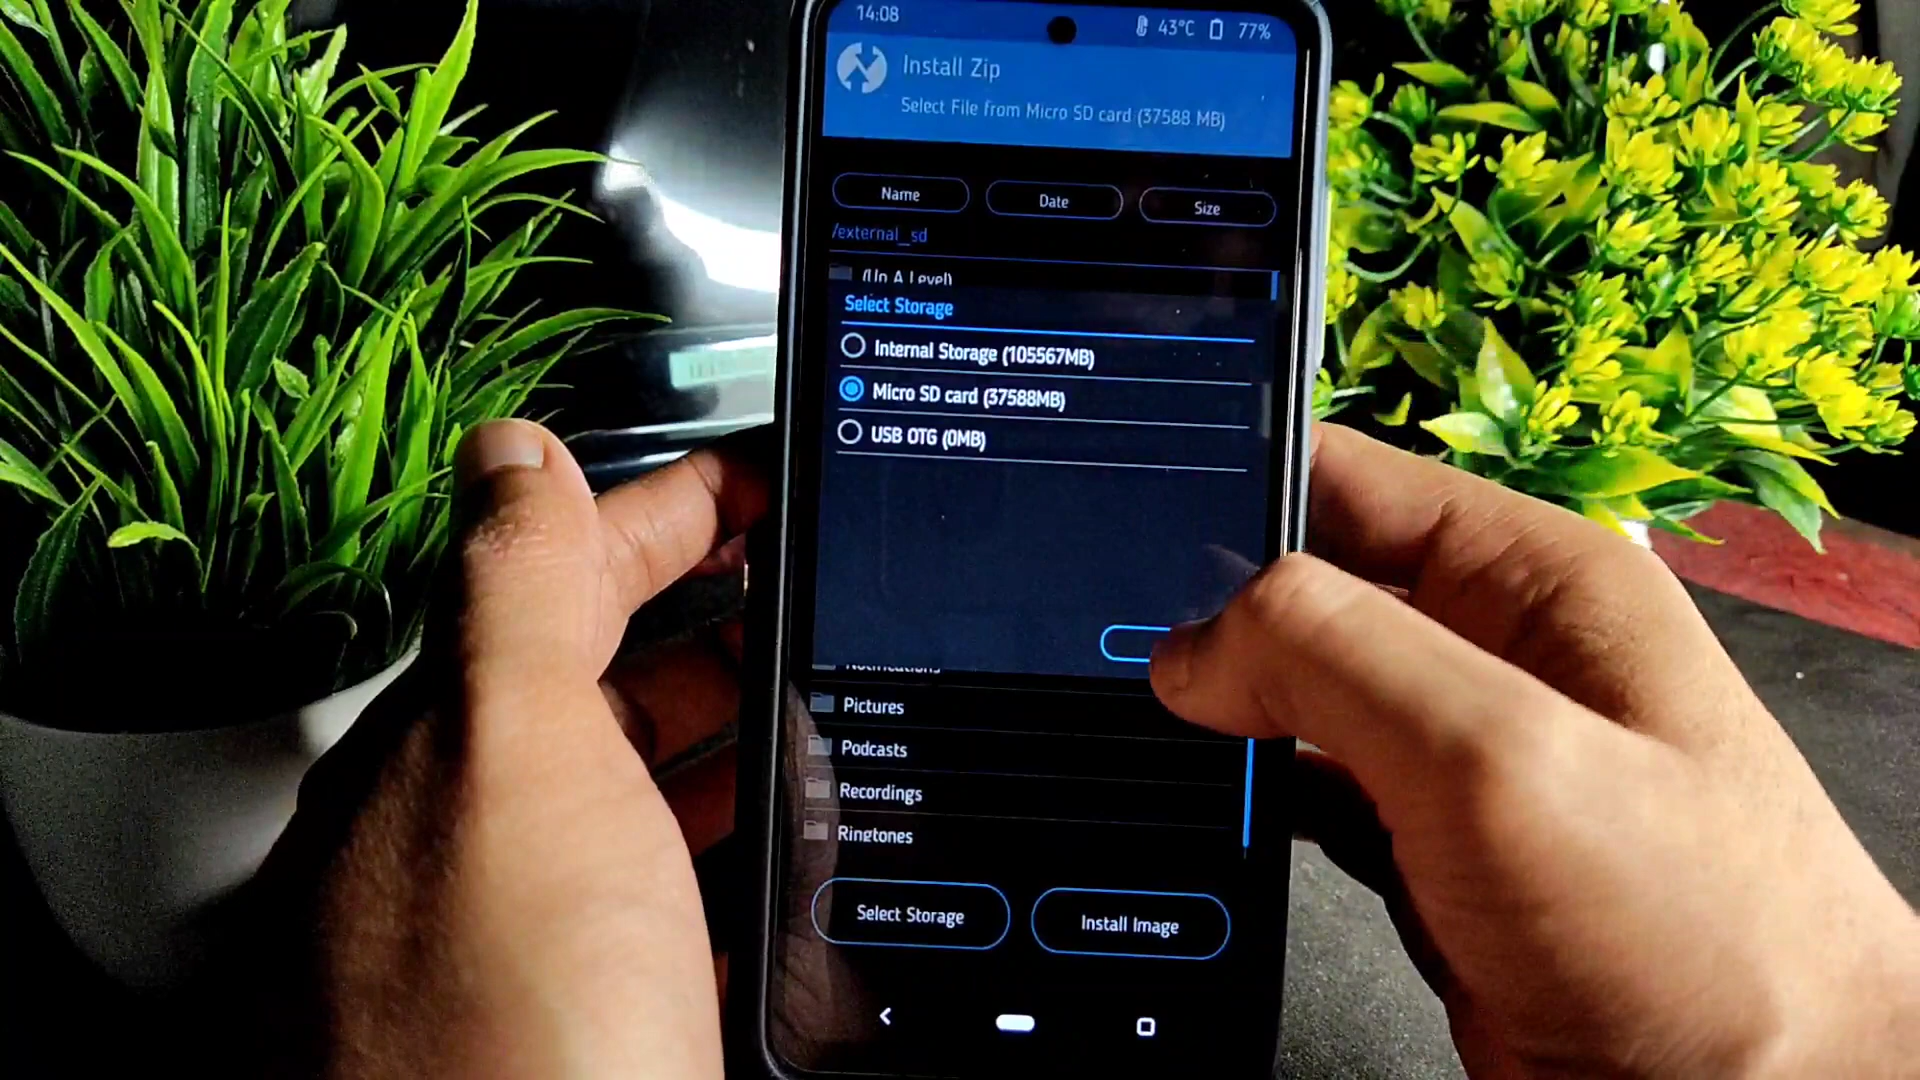 14:08 43°C 77%
Install Zip
Select File from Micro SD card (37588 MB)
Name Date Size
/external_sd
(Up A Level)
Select Storage
Internal Storage (105567MB)
Micro SD card (37588MB)
USB OTG (0MB)
Notifications
Pictures
Podcasts
Recordings
Ringtones
Select Storage Install Image